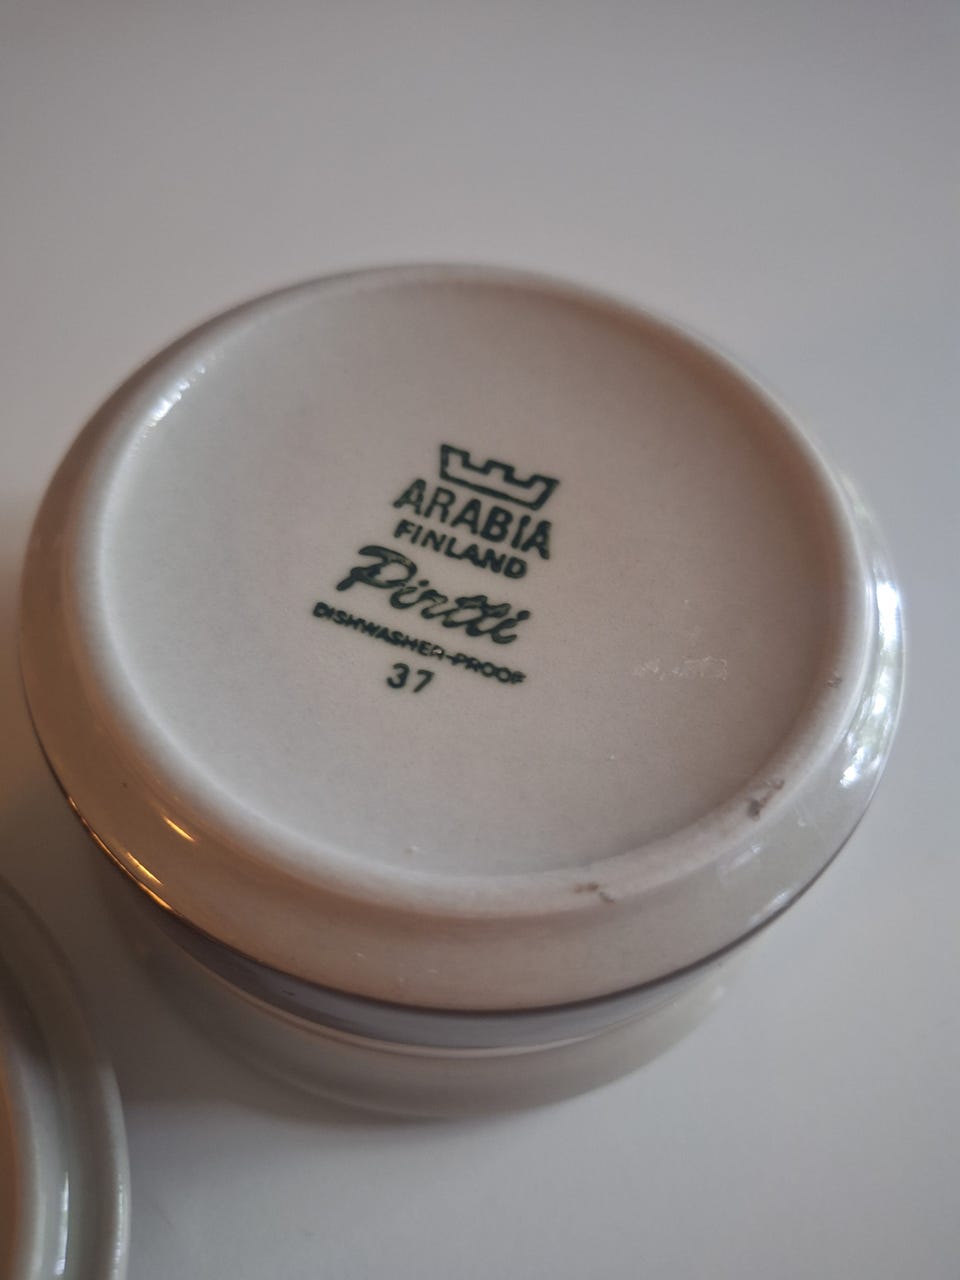 ARABIA
FINLAND
Pirtti
DISHWASHER-PROOF
37